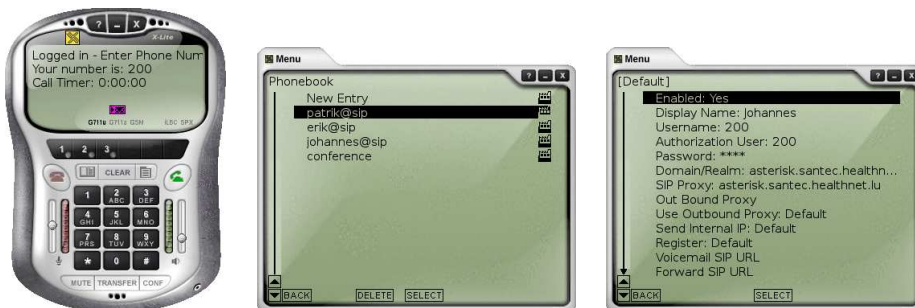 ? - X
X-Lite
Logged in - Enter Phone Num
Your number is: 200
Call Timer: 0:00:00
G711u G711a GSM iLBC SPX
1 2 3
CLEAR
1 2 ABC 3 DEF
4 GHI 5 JKL 6 MNO
7 PRS 8 TUV 9 WXY
* 0 #
MUTE TRANSFER CONF
Menu
? - X
Phonebook
New Entry
patrik@sip
erik@sip
johannes@sip
conference
BACK DELETE SELECT
Menu
? - X
[Default]
Enabled: Yes
Display Name: Johannes
Username: 200
Authorization User: 200
Password: ****
Domain/Realm: asterisk.santec.healthn...
SIP Proxy: asterisk.santec.healthnet.lu
Out Bound Proxy
Use Outbound Proxy: Default
Send Internal IP: Default
Register: Default
Voicemail SIP URL
Forward SIP URL
BACK SELECT